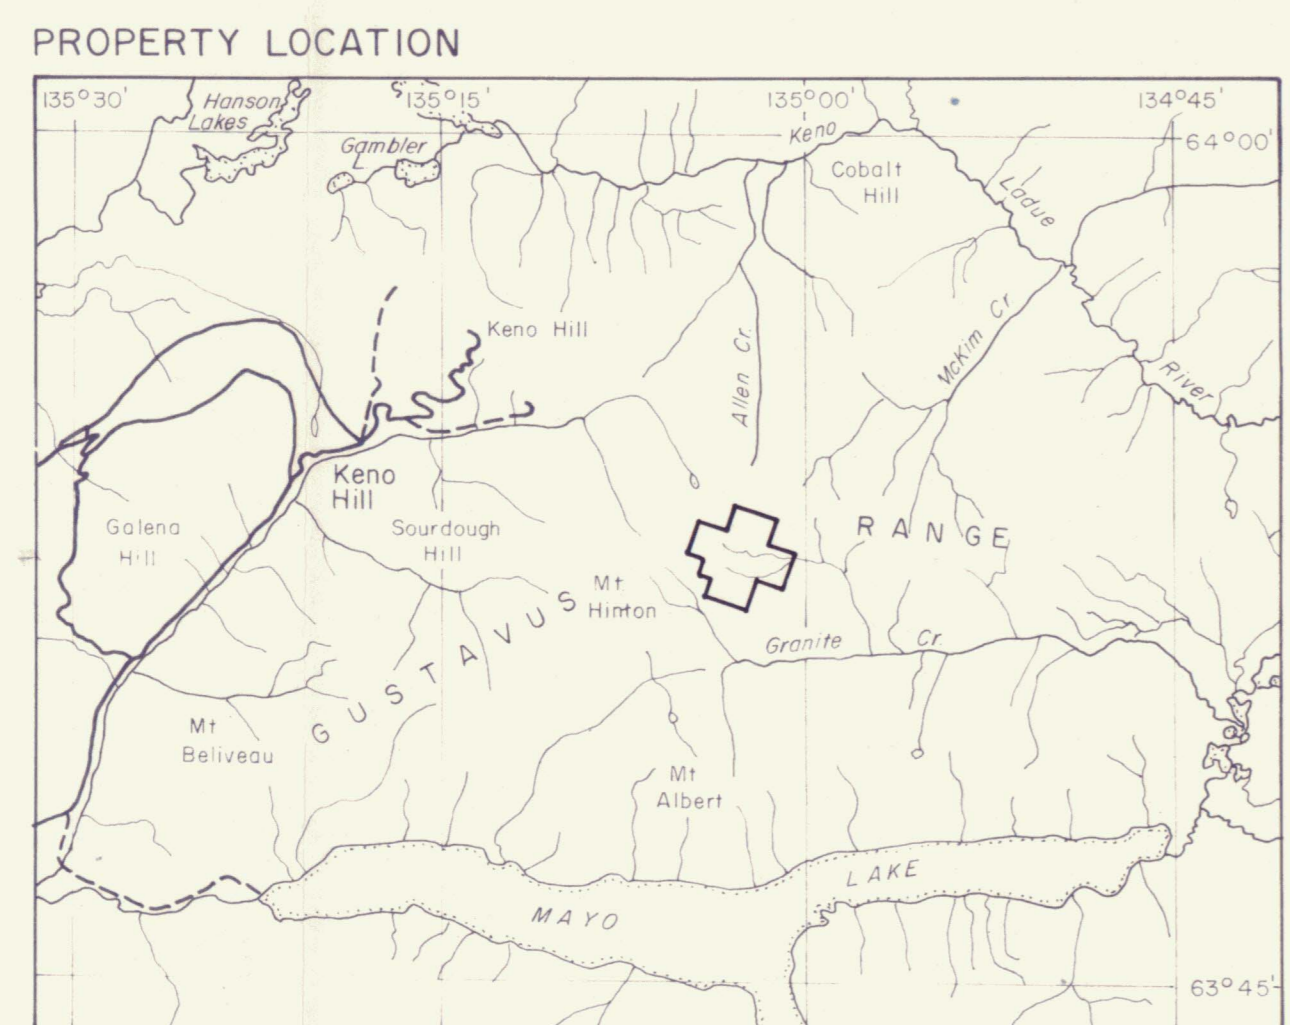 PROPERTY LOCATION
135°30'
135°15'
135°00'
134°45'
Hanson
Lakes
Gambler
L
Keno
64°00'
Cobalt
Hill
Ladue
River
Keno Hill
Allen Cr.
McKim Cr
Keno
Hill
Galena
Hill
Sourdough
Hill
RANGE
Mt
Hinton
GUSTAVUS
Granite Cr.
Mt
Beliveau
Mt
Albert
LAKE
MAYO
63°45'